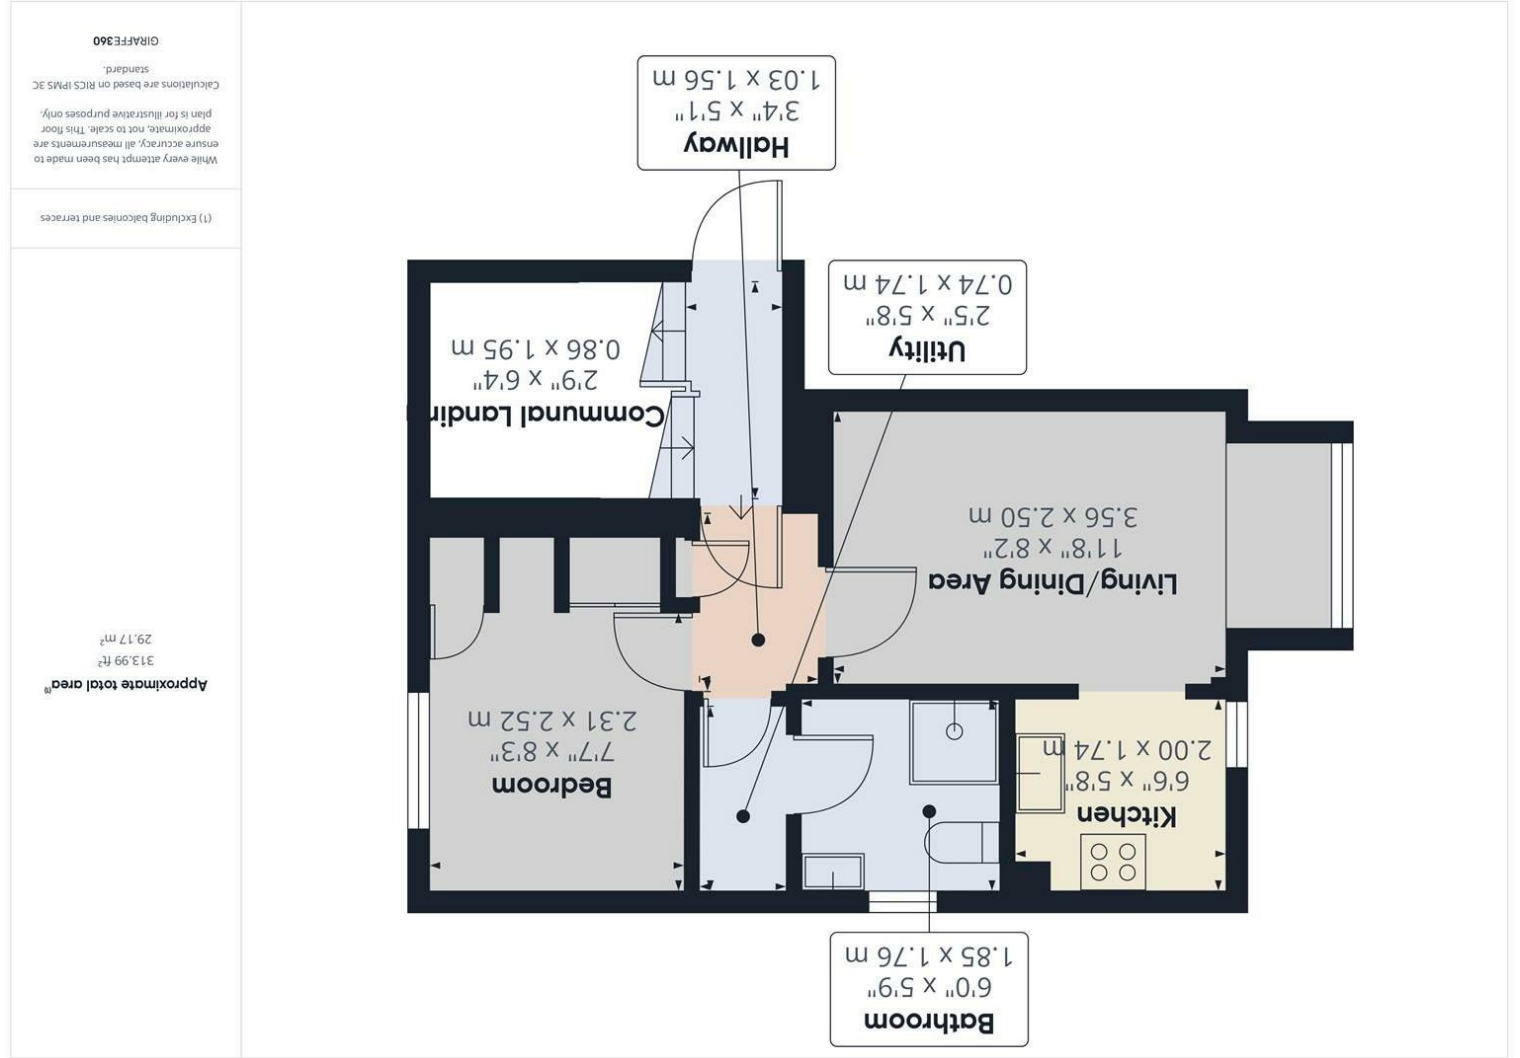 Bathroom
6'0" x 5'9"
1.85 x 1.76 m
Kitchen
6'6" x 5'8"
2.00 x 1.74 m
Bedroom
7'7" x 8'3"
2.31 x 2.52 m
Living/Dining Area
11'8" x 8'2"
3.56 x 2.50 m
Communal Landin
2'9" x 6'4"
0.86 x 1.95 m
Utility
2'5" x 5'8"
0.74 x 1.74 m
Hallway
3'4" x 5'1"
1.03 x 1.56 m
Approximate total area(1)
313.99 ft²
29.17 m²
(1) Excluding balconies and terraces
While every attempt has been made to
ensure accuracy, all measurements are
approximate, not to scale. This floor
plan is for illustrative purposes only.
Calculations are based on RICS IPMS 3C
standard.
GIRAFFE360